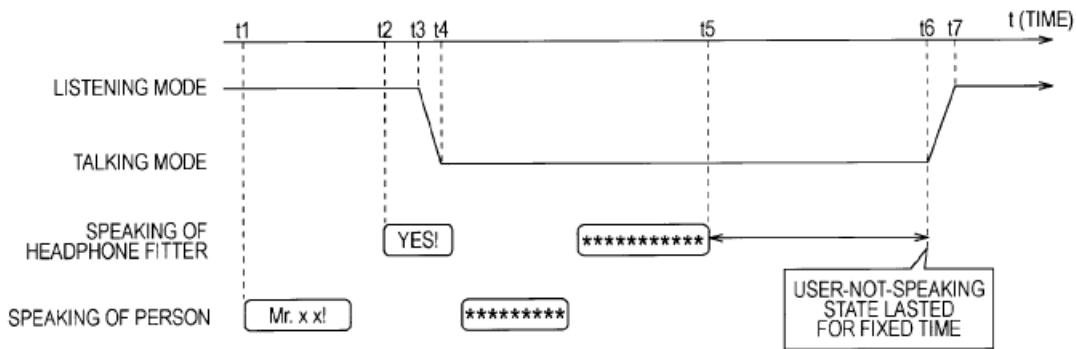 t1 t2 t3 t4 t5 t6 t7 t (TIME)
LISTENING MODE
TALKING MODE
SPEAKING OF
HEADPHONE FITTER
YES!
***********
SPEAKING OF PERSON
Mr. x x!
*********
USER-NOT-SPEAKING
STATE LASTED
FOR FIXED TIME